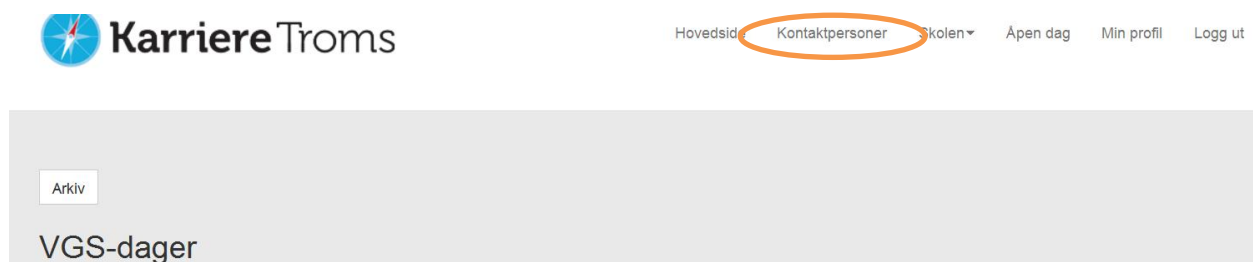 Karriere Troms
Hovedside Kontaktpersoner Skolen Åpen dag Min profil Logg ut
Arkiv
VGS-dager